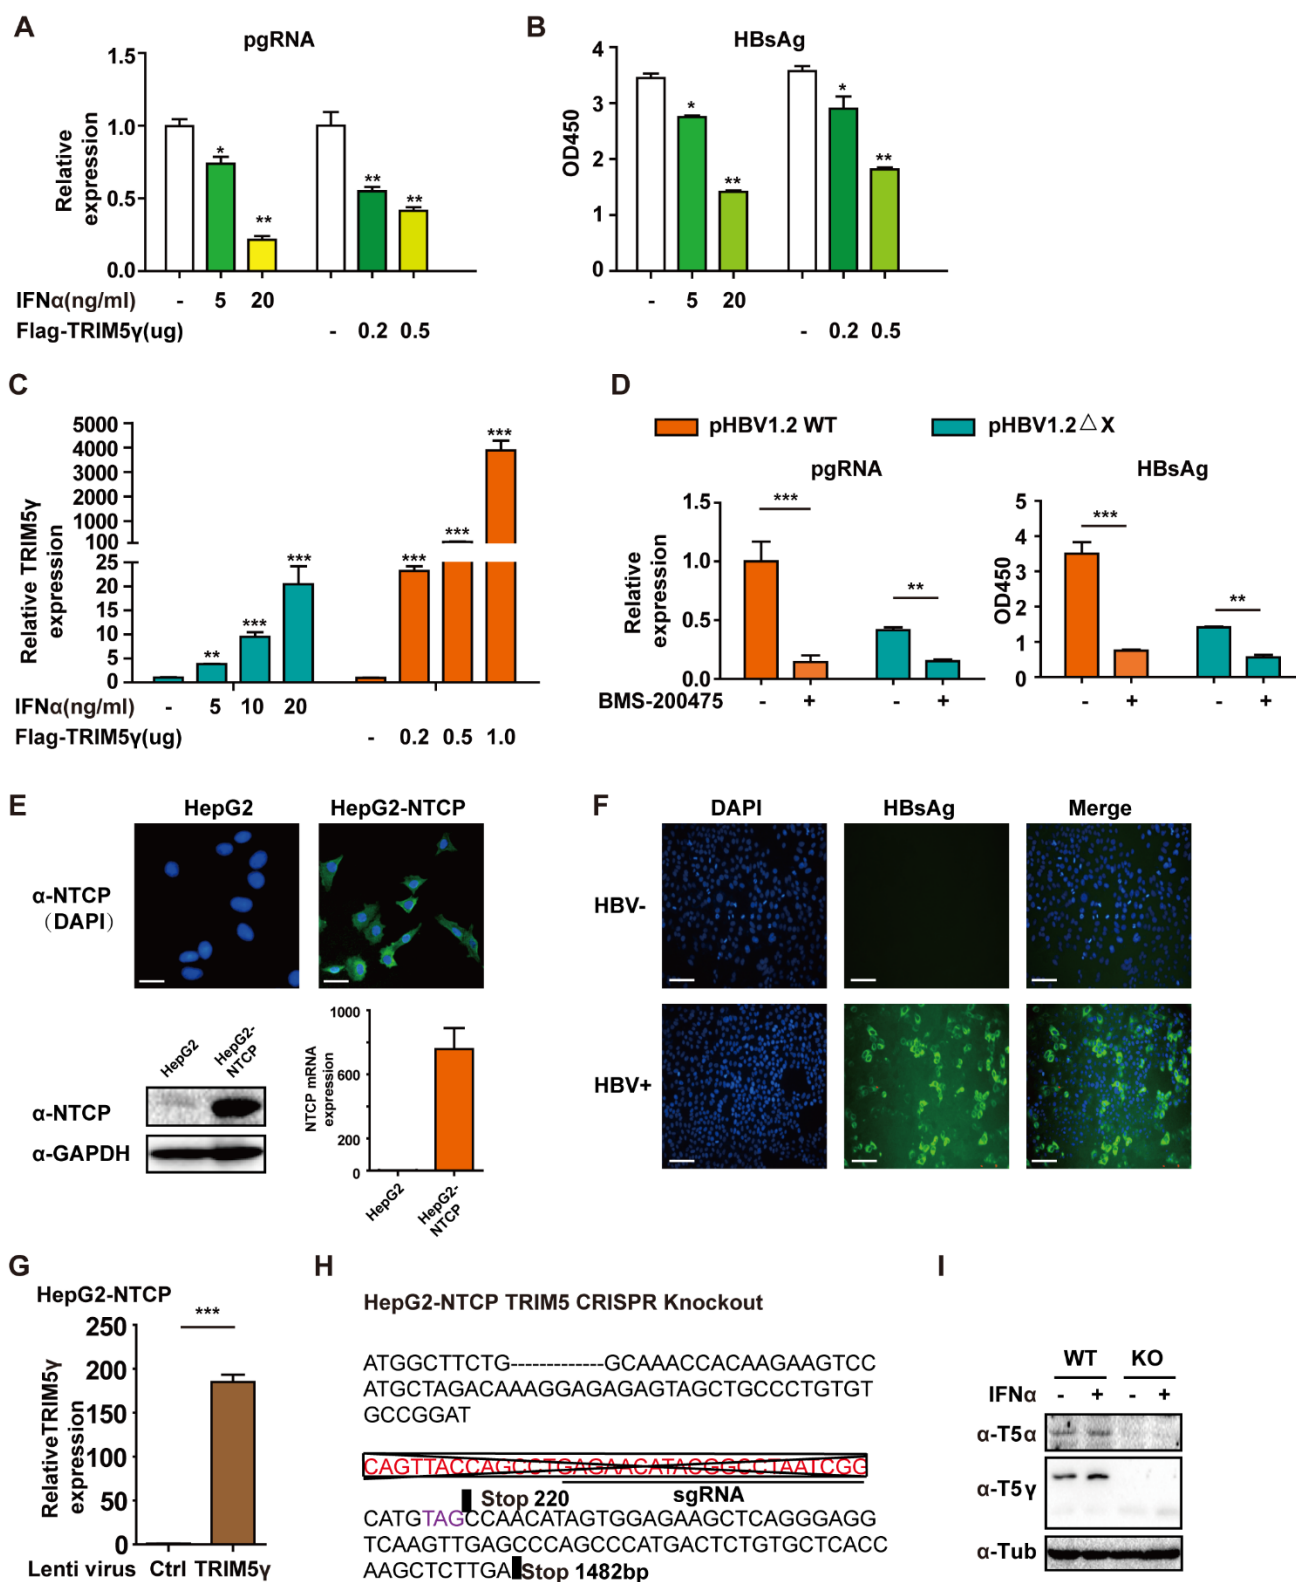 A
pgRNA
Relative
expression
1.5
1.0
0.5
0.0
*
**
**
**
IFNα(ng/ml) - 5 20
Flag-TRIM5γ(ug) - 0.2 0.5
B
HBsAg
OD450
4
3
2
1
0
*
**
*
**
- 5 20
- 0.2 0.5
C
Relative TRIM5γ
expression
5000
4000
3000
2000
1000
100
25
20
15
10
5
0
**
***
***
***
***
***
IFNα(ng/ml) - 5 10 20
Flag-TRIM5γ(ug) - 0.2 0.5 1.0
D
pHBV1.2 WT pHBV1.2△X
pgRNA
Relative
expression
1.5
1.0
0.5
0.0
***
**
BMS-200475 - + - +
HBsAg
OD450
5
4
3
2
1
0
***
**
- + - +
E
HepG2 HepG2-NTCP
α-NTCP
(DAPI)
HepG2
HepG2-
NTCP
α-NTCP
α-GAPDH
NTCP mRNA
expression
1000
600
200
0
HepG2
HepG2-
NTCP
F
DAPI HBsAg Merge
HBV-
HBV+
G
HepG2-NTCP
RelativeTRIM5γ
expression
250
200
150
100
50
0
***
Lenti virus Ctrl TRIM5γ
H
HepG2-NTCP TRIM5 CRISPR Knockout
ATGGCTTCTG-------------GCAAACCACAAGAAGTCC
ATGCTAGACAAAGGAGAGAGTAGCTGCCCTGTGT
GCCGGAT
CAGTTACCAGCCTGAGAACATACGGCCTAATCGG
sgRNA
Stop 220
CATGTAGCCAACATAGTGGAGAAGCTCAGGGAGG
TCAAGTTGAGCCCAGCCCATGACTCTGTGCTCACC
AAGCTCTTGA Stop 1482bp
I
WT KO
IFNα - + - +
α-T5α
α-T5γ
α-Tub